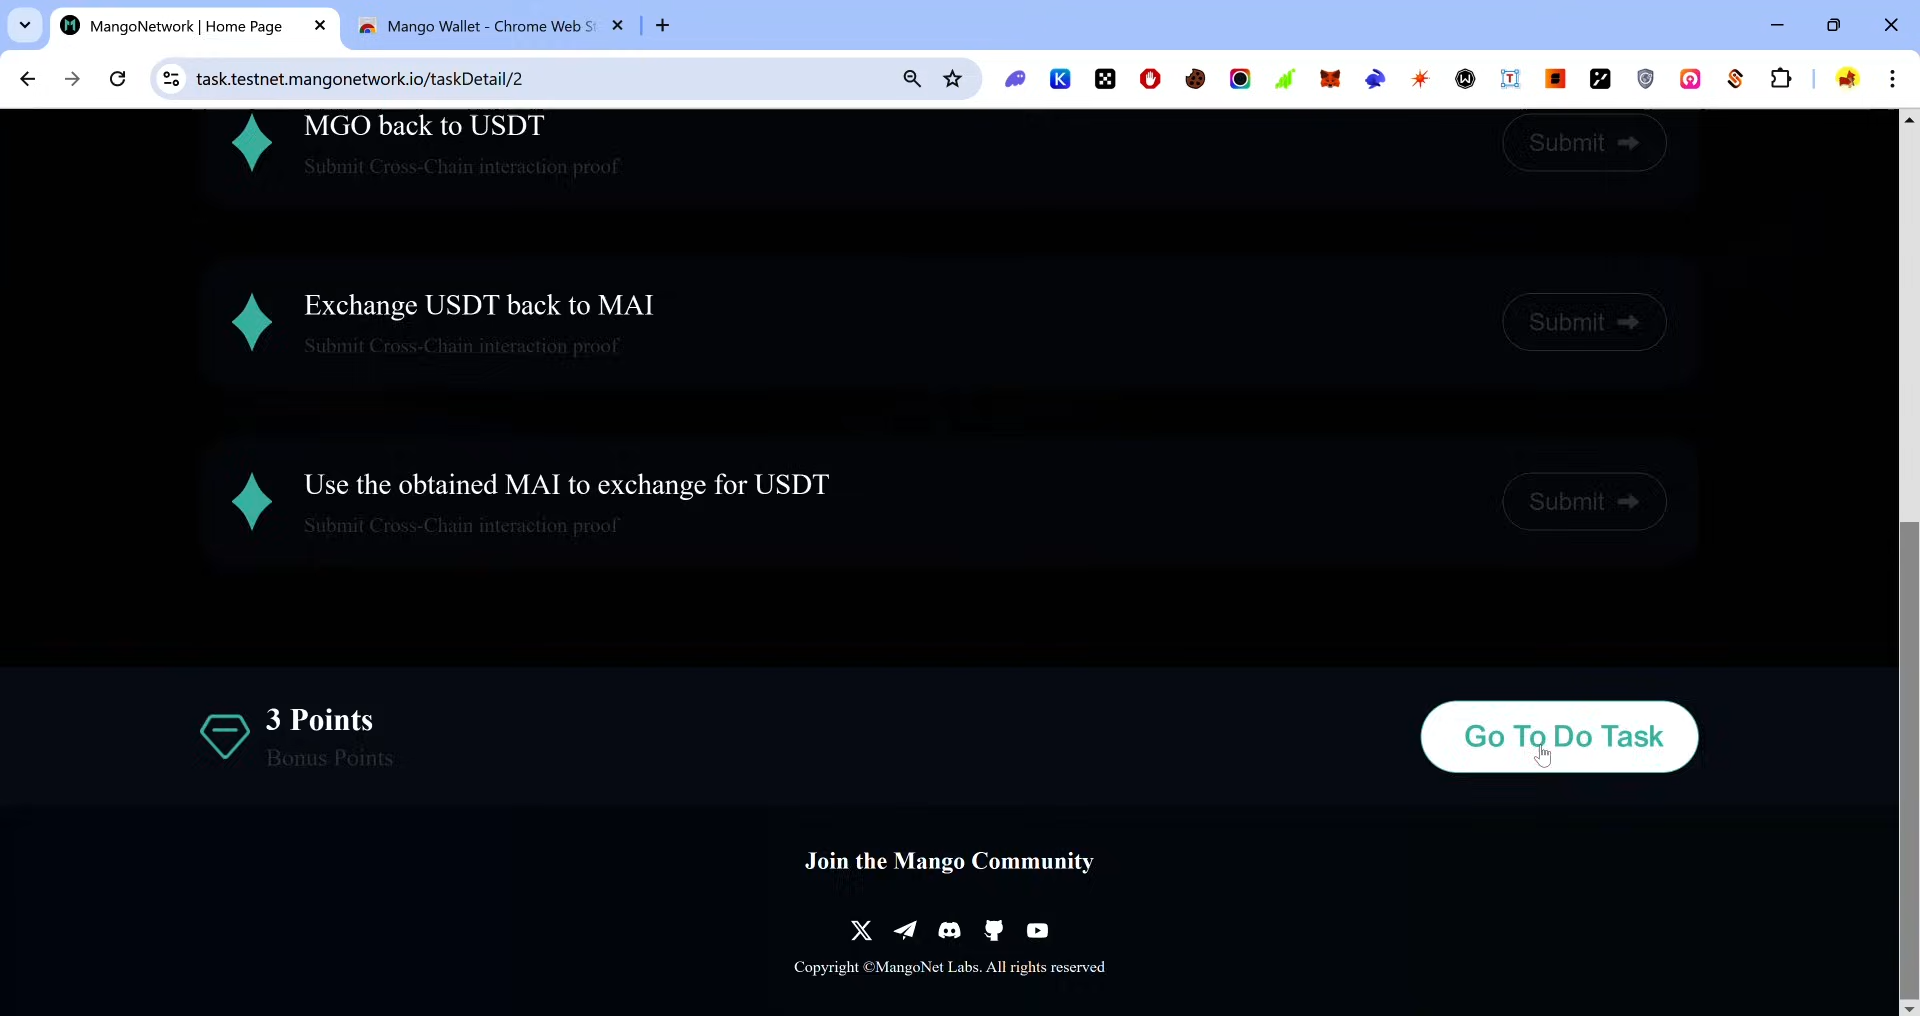 MangoNetwork | Home Page
Mango Wallet - Chrome Web St
task.testnet.mangonetwork.io/taskDetail/2
MGO back to USDT
Submit Cross-Chain interaction proof
Submit
Exchange USDT back to MAI
Submit Cross-Chain interaction proof
Submit
Use the obtained MAI to exchange for USDT
Submit Cross-Chain interaction proof
Submit
3 Points
Bonus Points
Go To Do Task
Join the Mango Community
Copyright ©MangoNet Labs. All rights reserved